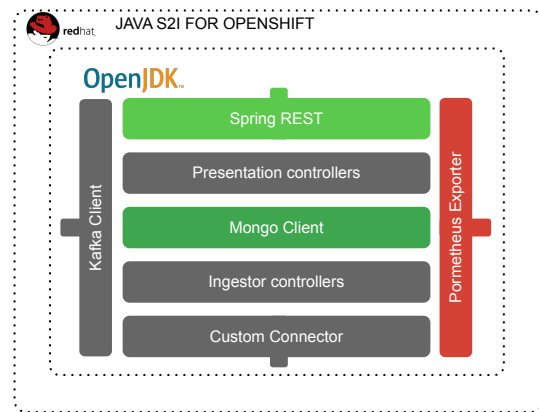 redhat.
JAVA S2I FOR OPENSHIFT
OpenJDK™
Spring REST
Presentation controllers
Mongo Client
Ingestor controllers
Custom Connector
Kafka Client
Pormetheus Exporter